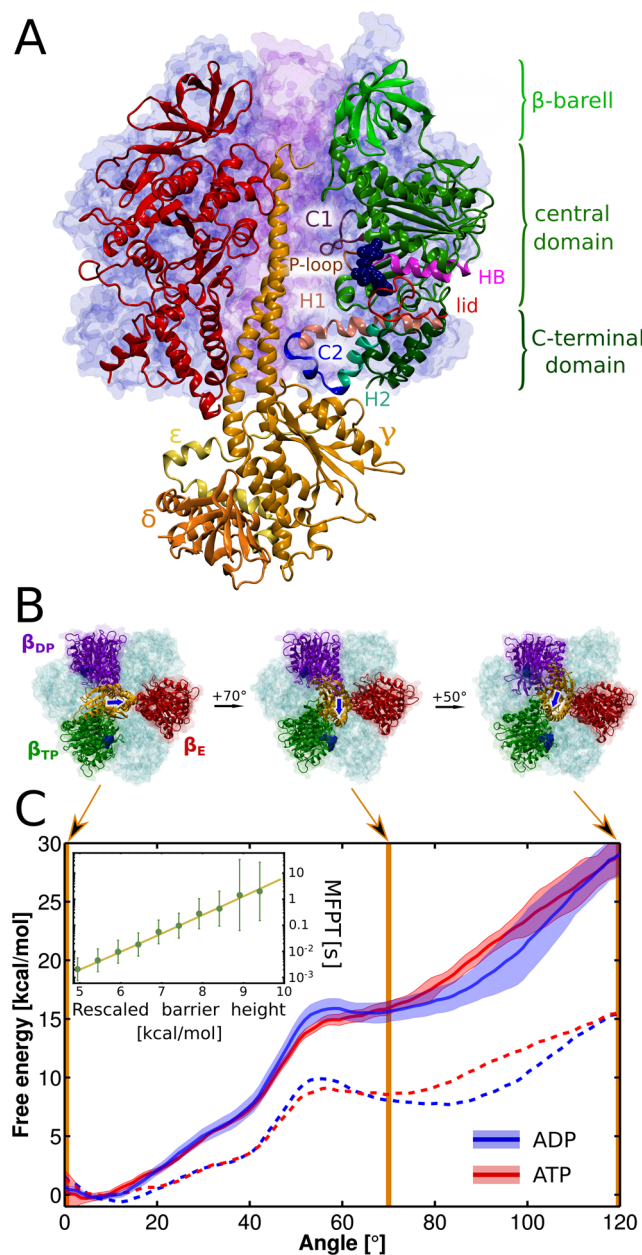 A
β-barell
central
domain
C-terminal
domain
C1
P-loop
HB
H1
lid
C2
H2
ε
γ
δ
B
βDP
βTP
βE
+70°
+50°
C
Free energy [kcal/mol]
30
25
20
15
10
5
0
MFPT [s]
10
1
10⁻²
10⁻³
5 6 7 8 9 10
Rescaled barrier height
[kcal/mol]
ADP
ATP
0 20 40 60 80 100 120
Angle [°]